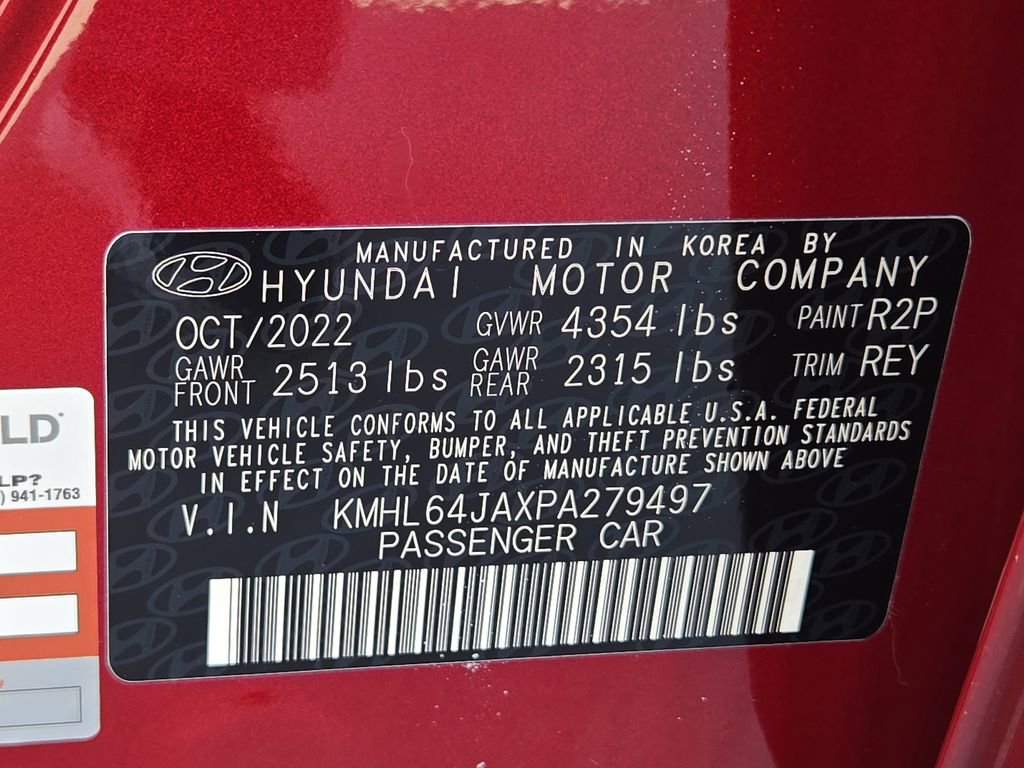 MANUFACTURED IN KOREA BY
HYUNDAI MOTOR COMPANY
OCT/2022 GVWR 4354 lbs PAINT R2P
GAWR FRONT 2513 lbs GAWR REAR 2315 lbs TRIM REY
THIS VEHICLE CONFORMS TO ALL APPLICABLE U.S.A. FEDERAL
MOTOR VEHICLE SAFETY, BUMPER, AND THEFT PREVENTION STANDARDS
IN EFFECT ON THE DATE OF MANUFACTURE SHOWN ABOVE
V.I.N KMHL64JAXPA279497
PASSENGER CAR
LD
LP?
) 941-1763
#